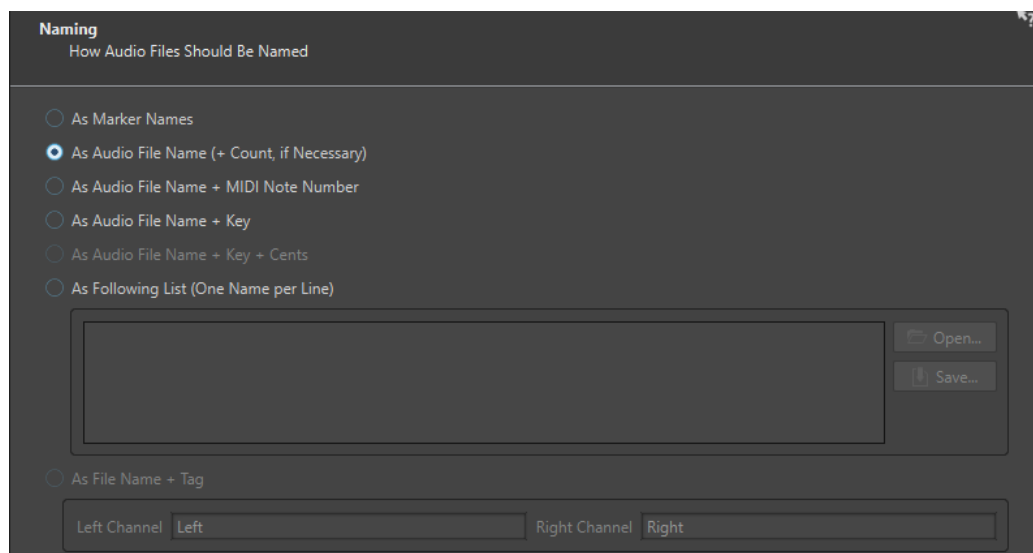 Naming
How Audio Files Should Be Named
As Marker Names
As Audio File Name (+ Count, if Necessary)
As Audio File Name + MIDI Note Number
As Audio File Name + Key
As Audio File Name + Key + Cents
As Following List (One Name per Line)
Open...
Save...
As File Name + Tag
Left Channel Left Right Channel Right